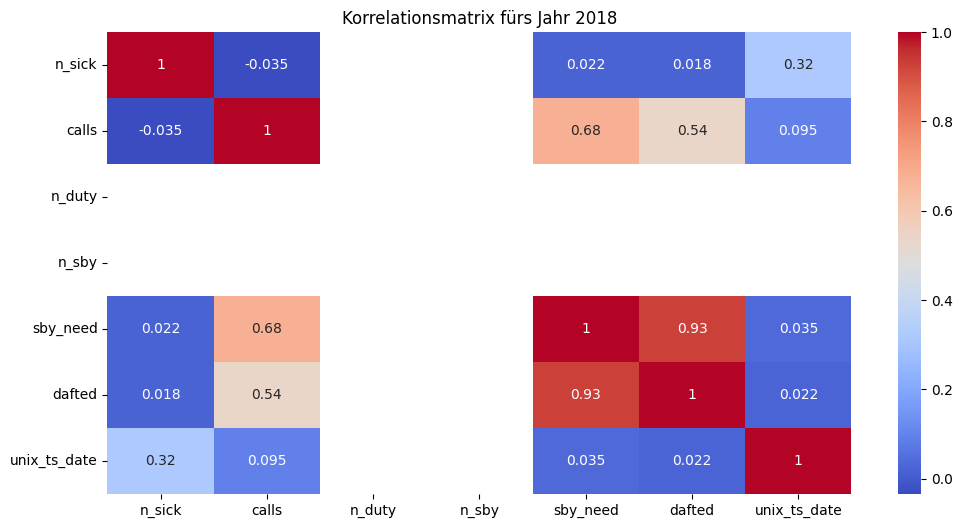 Korrelationsmatrix fürs Jahr 2018
n_sick 1 -0.035 0.022 0.018 0.32
calls -0.035 1 0.68 0.54 0.095
n_duty
n_sby
sby_need 0.022 0.68 1 0.93 0.035
dafted 0.018 0.54 0.93 1 0.022
unix_ts_date 0.32 0.095 0.035 0.022 1
n_sick calls n_duty n_sby sby_need dafted unix_ts_date
1.0
0.8
0.6
0.4
0.2
0.0